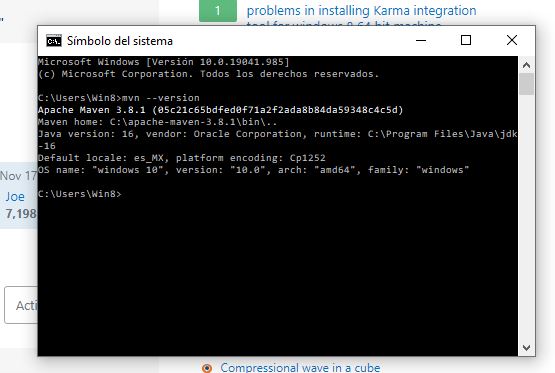 1
problems in installing Karma integration
tool for windows 8 64 bit machine
Símbolo del sistema
Microsoft Windows [Versión 10.0.19041.985]
(c) Microsoft Corporation. Todos los derechos reservados.
C:\Users\Win8>mvn --version
Apache Maven 3.8.1 (05c21c65bdfed0f71a2f2ada8b84da59348c4c5d)
Maven home: C:\apache-maven-3.8.1\bin\..
Java version: 16, vendor: Oracle Corporation, runtime: C:\Program Files\Java\jdk
-16
Default locale: es_MX, platform encoding: Cp1252
OS name: "windows 10", version: "10.0", arch: "amd64", family: "windows"
C:\Users\Win8>
Nov 17
Joe
7,198
Acti
Compressional wave in a cube